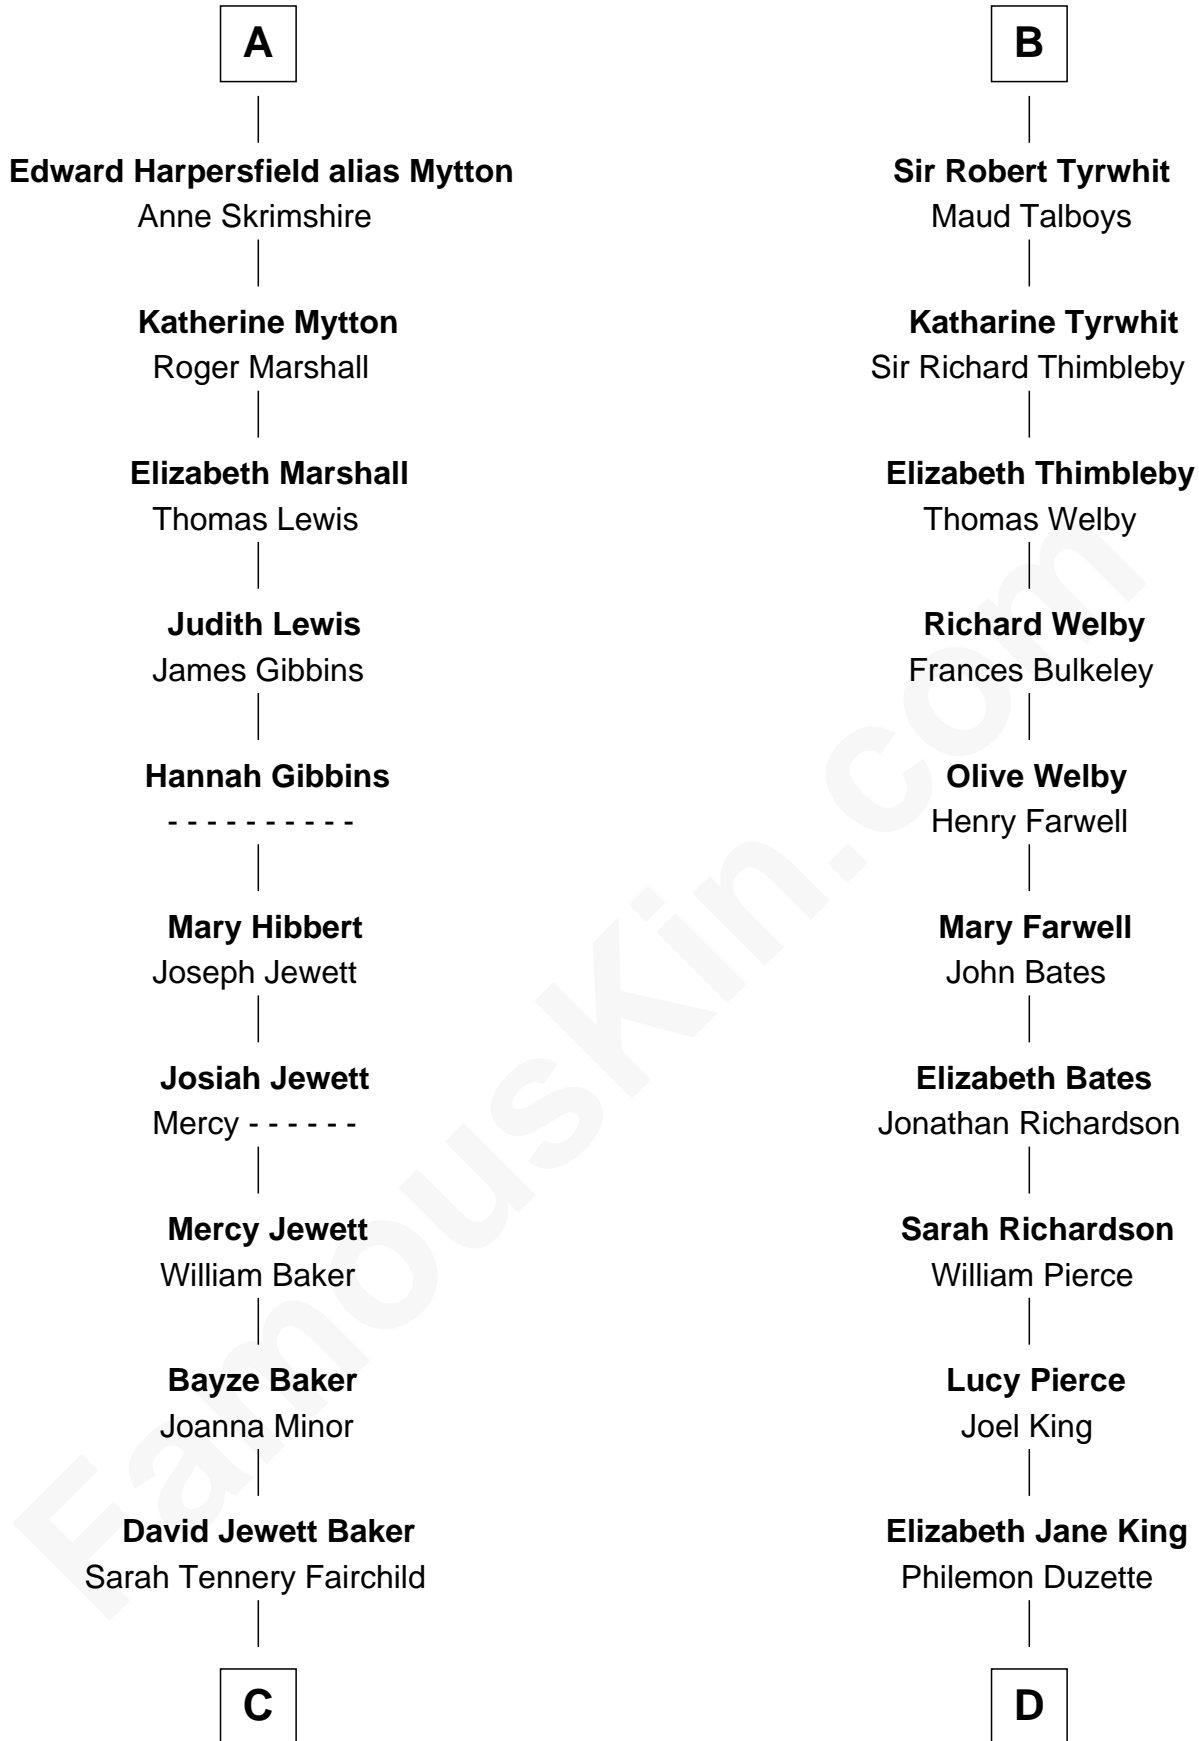 A
Edward Harpersfield alias Mytton
Anne Skrimshire
Katherine Mytton
Roger Marshall
Elizabeth Marshall
Thomas Lewis
Judith Lewis
James Gibbins
Hannah Gibbins
- - - - - - - - - -
Mary Hibbert
Joseph Jewett
Josiah Jewett
Mercy - - - - - -
Mercy Jewett
William Baker
Bayze Baker
Joanna Minor
David Jewett Baker
Sarah Tennery Fairchild
C
B
Sir Robert Tyrwhit
Maud Talboys
Katharine Tyrwhit
Sir Richard Thimbleby
Elizabeth Thimbleby
Thomas Welby
Richard Welby
Frances Bulkeley
Olive Welby
Henry Farwell
Mary Farwell
John Bates
Elizabeth Bates
Jonathan Richardson
Sarah Richardson
William Pierce
Lucy Pierce
Joel King
Elizabeth Jane King
Philemon Duzette
D
FamousKin.com